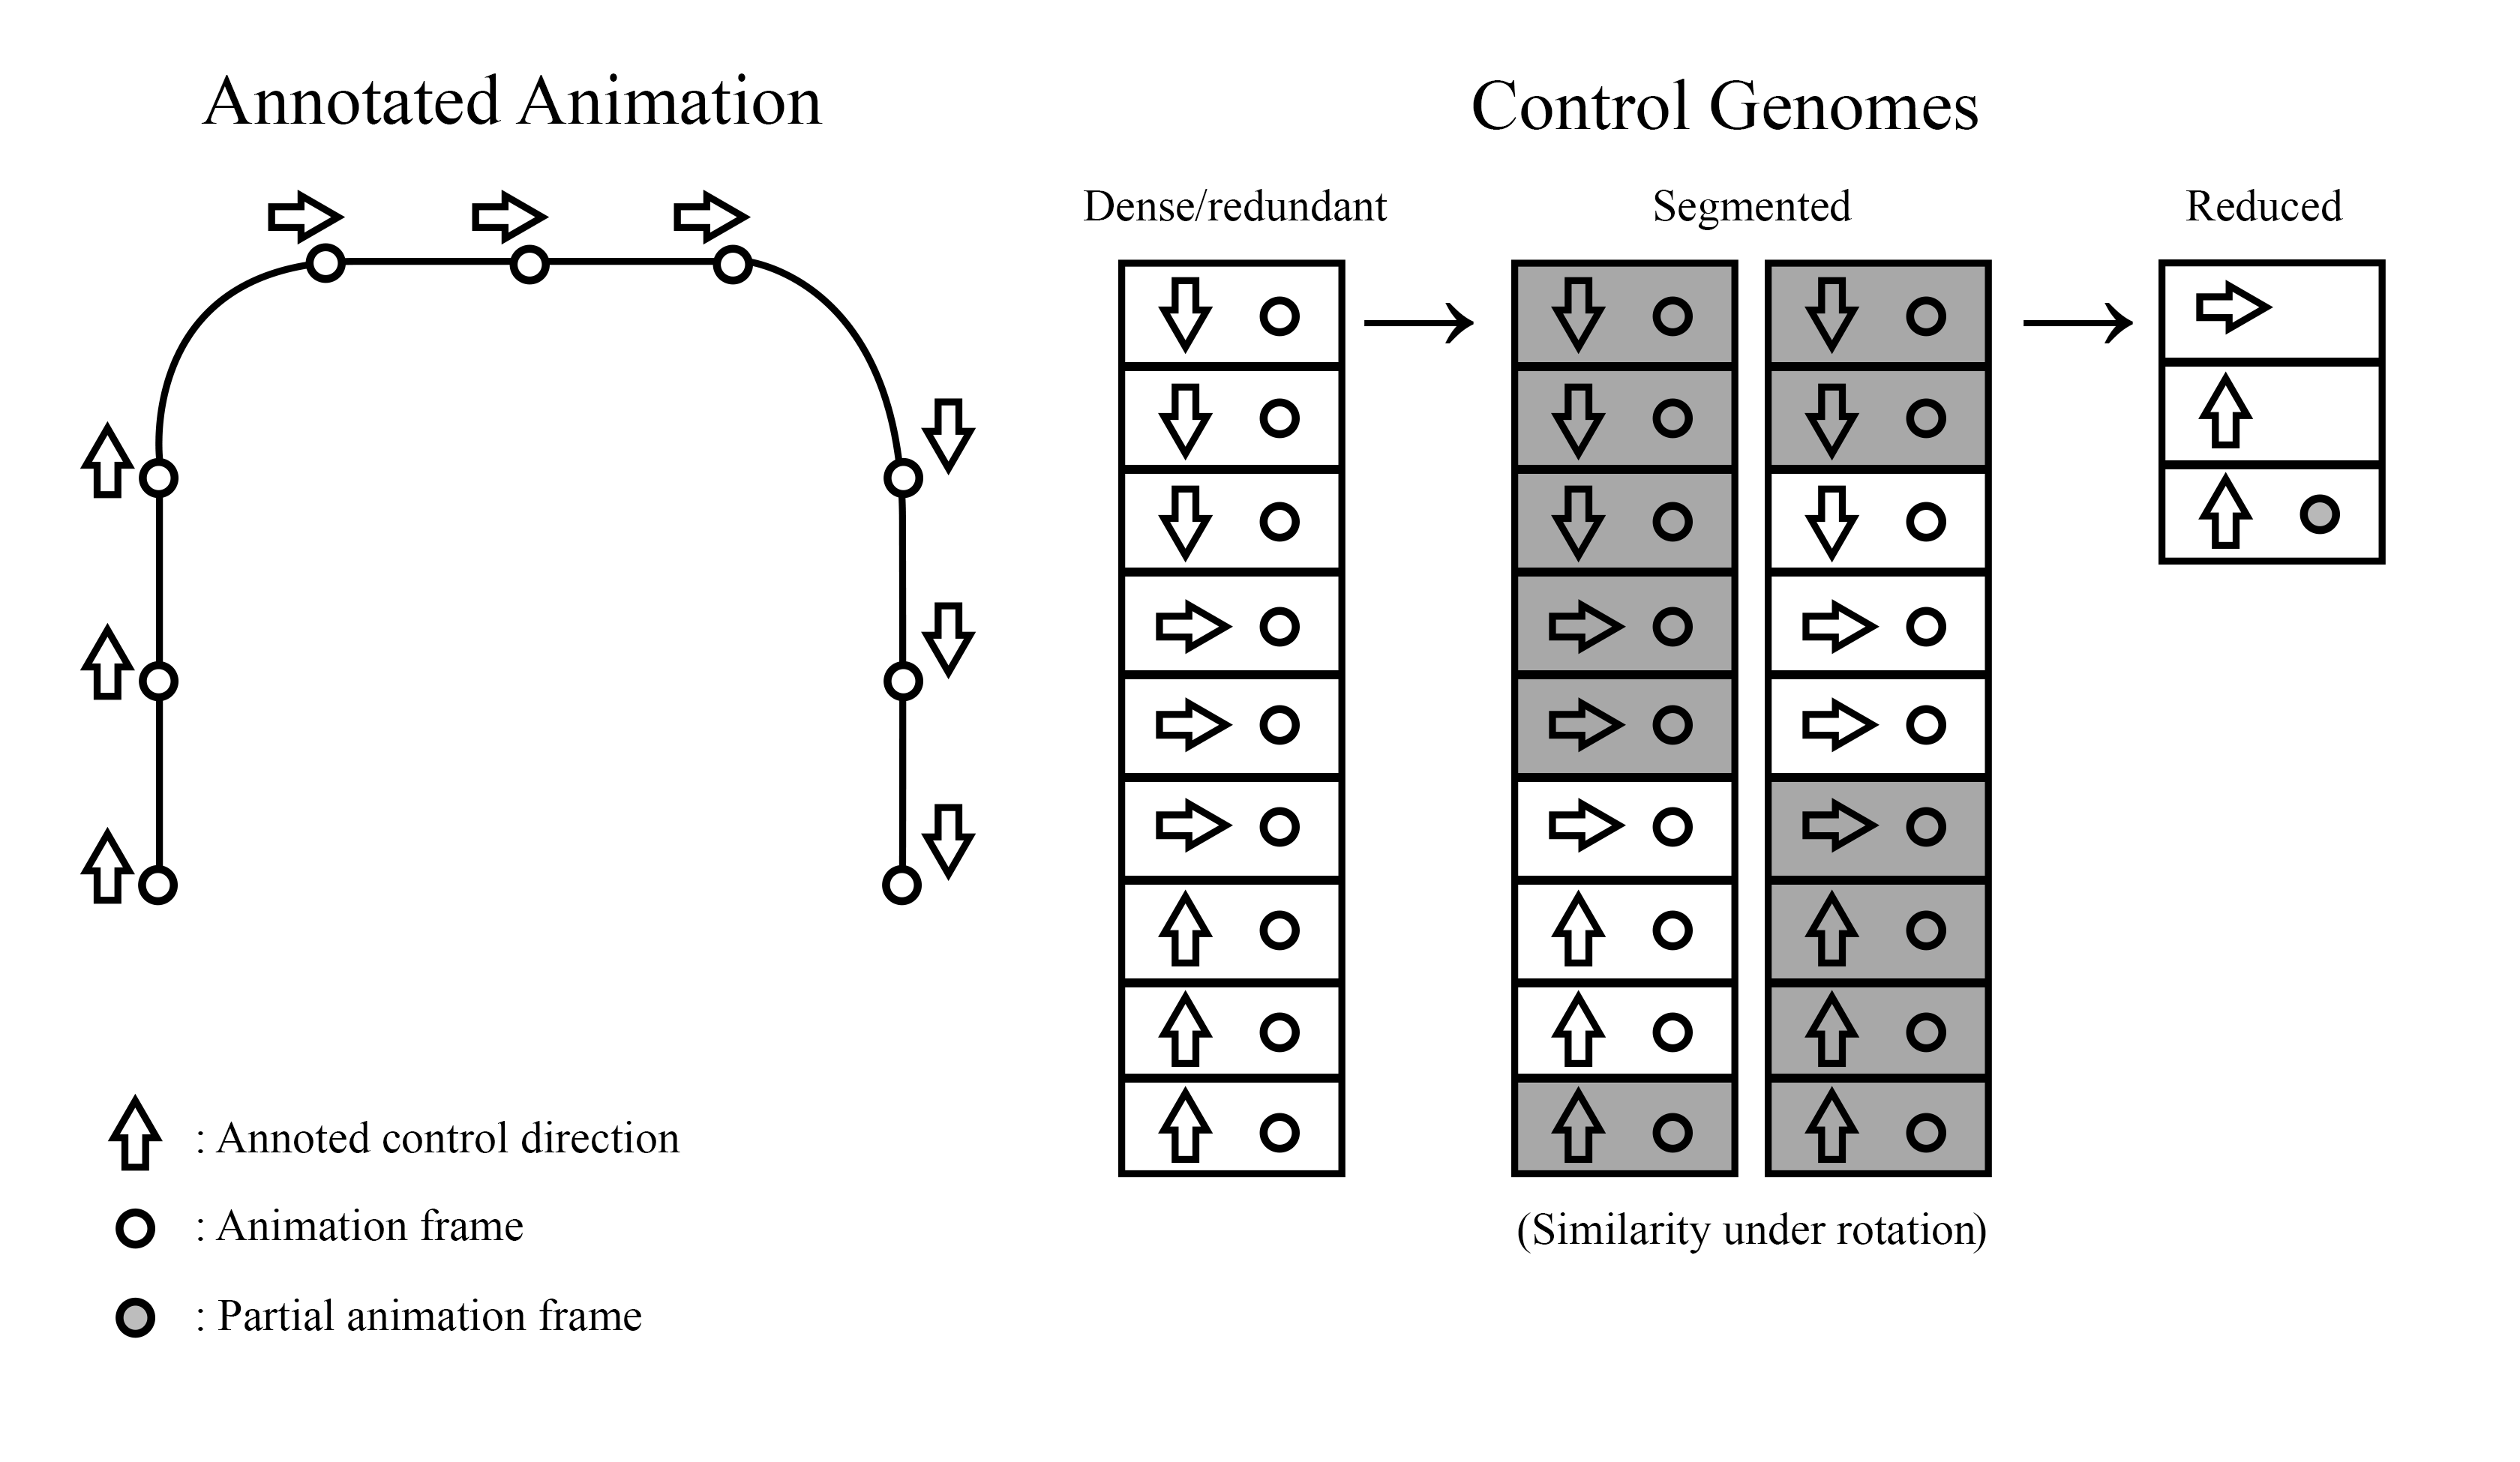 Annotated Animation
Control Genomes
Dense/redundant
Segmented
Reduced
(Similarity under rotation)
: Annoted control direction
: Animation frame
: Partial animation frame